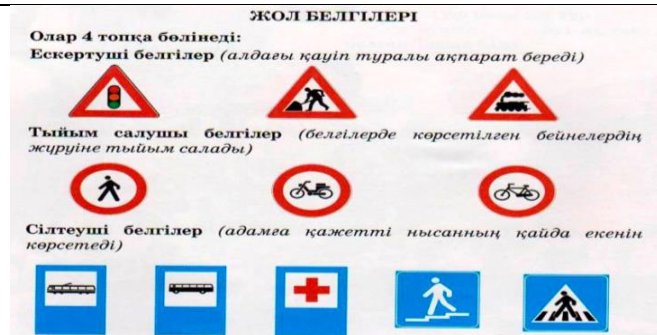 ЖОЛ БЕЛГІЛЕРІ
Олар 4 топқа бөлінеді:
Ескертуші белгілер (алдағы қауіп туралы ақпарат береді)
Тыйым салушы белгілер (белгілерде көрсетілген бейнелердің
жүруіне тыйым салады)
Сілтеуші белгілер (адамға қажетті нысанның қайда екенін
көрсетеді)